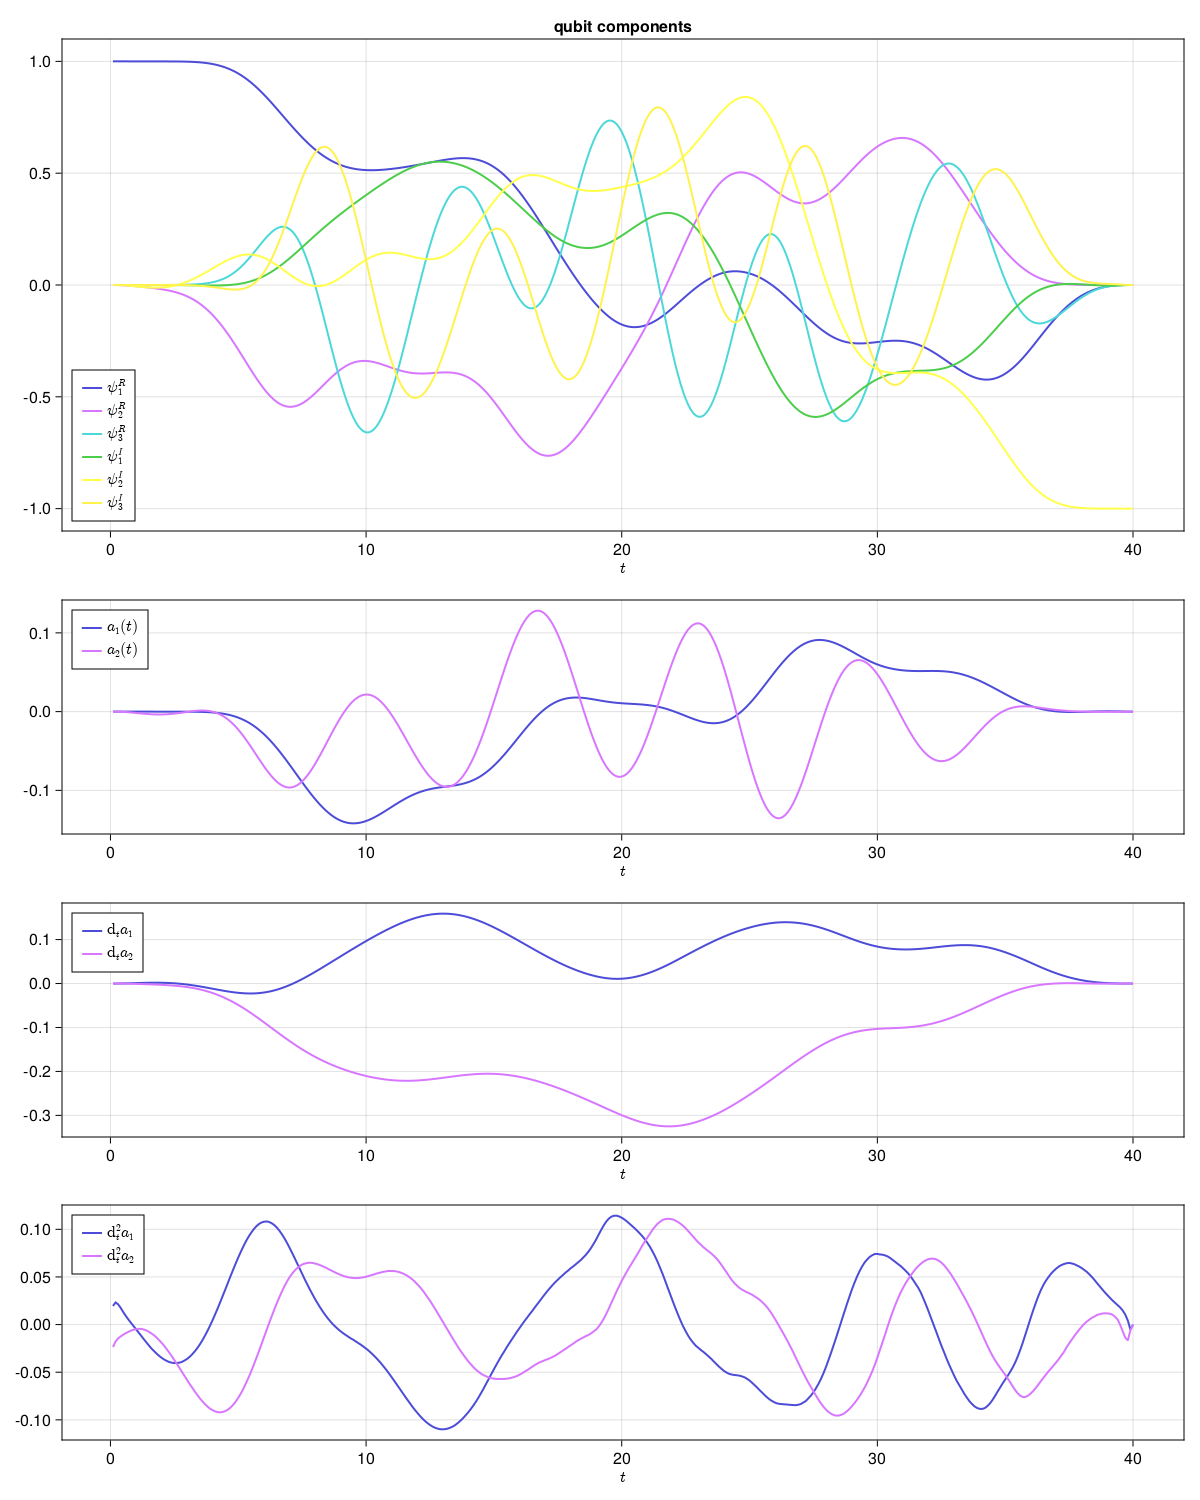 qubit components
1.0
0.5
0.0
-0.5
-1.0
ψ₁ᴿ
ψ₂ᴿ
ψ₃ᴿ
ψ₁ᴵ
ψ₂ᴵ
ψ₃ᴵ
0 10 20 30 40
t
0.1
0.0
-0.1
a₁(t)
a₂(t)
0 10 20 30 40
t
0.1
0.0
-0.1
-0.2
-0.3
dₜa₁
dₜa₂
0 10 20 30 40
t
0.10
0.05
0.00
-0.05
-0.10
d²ₜa₁
d²ₜa₂
0 10 20 30 40
t